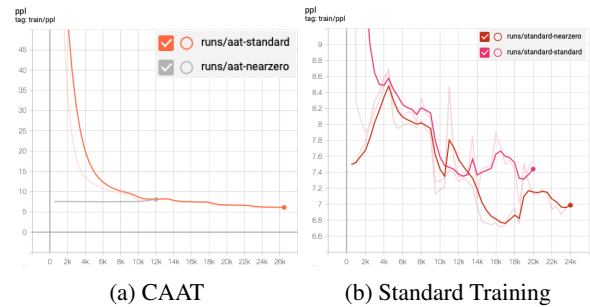 ppl
tag: train/ppl
runs/aat-standard
runs/aat-nearzero
45
40
35
30
25
20
15
10
5
0
0 2k 4k 6k 8k 10k 12k 14k 16k 18k 20k 22k 24k 26k
(a) CAAT
ppl
tag: train/ppl
runs/standard-nearzero
runs/standard-standard
9
8.8
8.6
8.4
8.2
8
7.8
7.6
7.4
7.2
7
6.8
6.6
0 2k 4k 6k 8k 10k 12k 14k 16k 18k 20k 22k 24k
(b) Standard Training